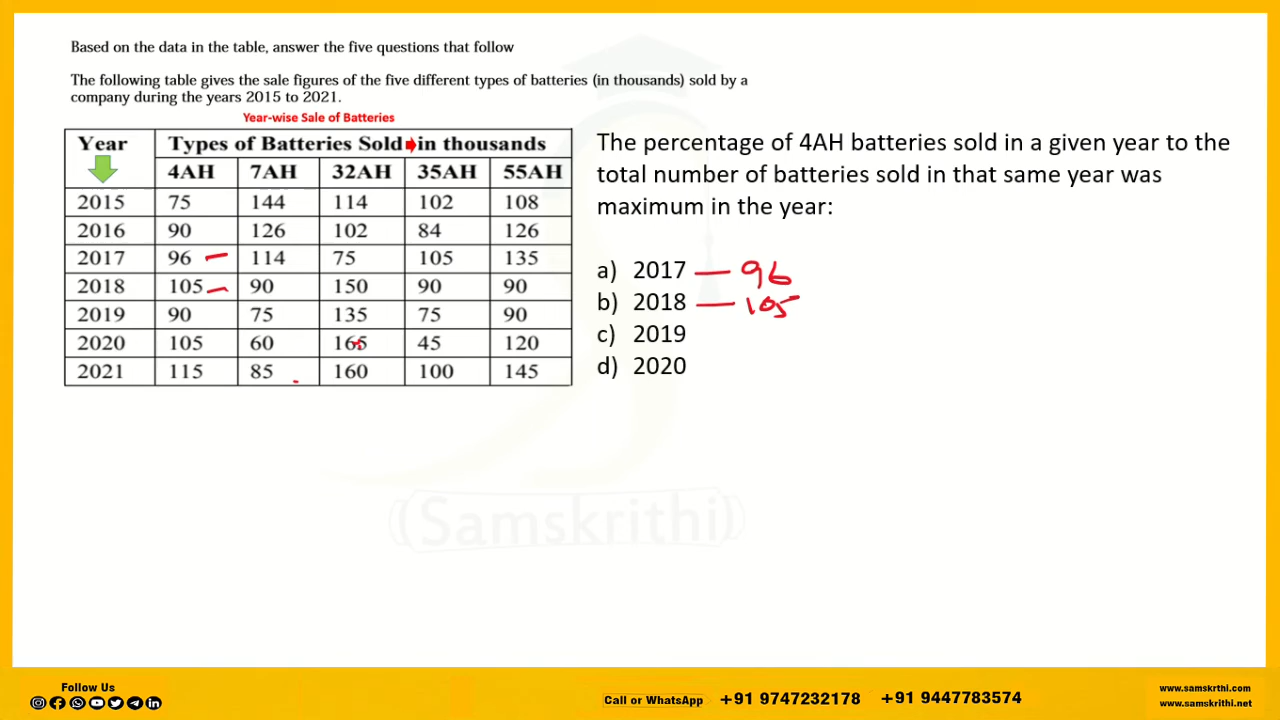 Based on the data in the table, answer the five questions that follow
The following table gives the sale figures of the five different types of batteries (in thousands) sold by a
company during the years 2015 to 2021.
Year-wise Sale of Batteries
Year Types of Batteries Sold in thousands
4AH 7AH 32AH 35AH 55AH
2015 75 144 114 102 108
2016 90 126 102 84 126
2017 96 114 75 105 135
2018 105 90 150 90 90
2019 90 75 135 75 90
2020 105 60 165 45 120
2021 115 85 160 100 145
The percentage of 4AH batteries sold in a given year to the
total number of batteries sold in that same year was
maximum in the year:
a) 2017 — 96
b) 2018 — 105
c) 2019
d) 2020
(Samskrithi)
Follow Us
Call or WhatsApp +91 9747232178 +91 9447783574
www.samskrthi.com
www.samskrithi.net